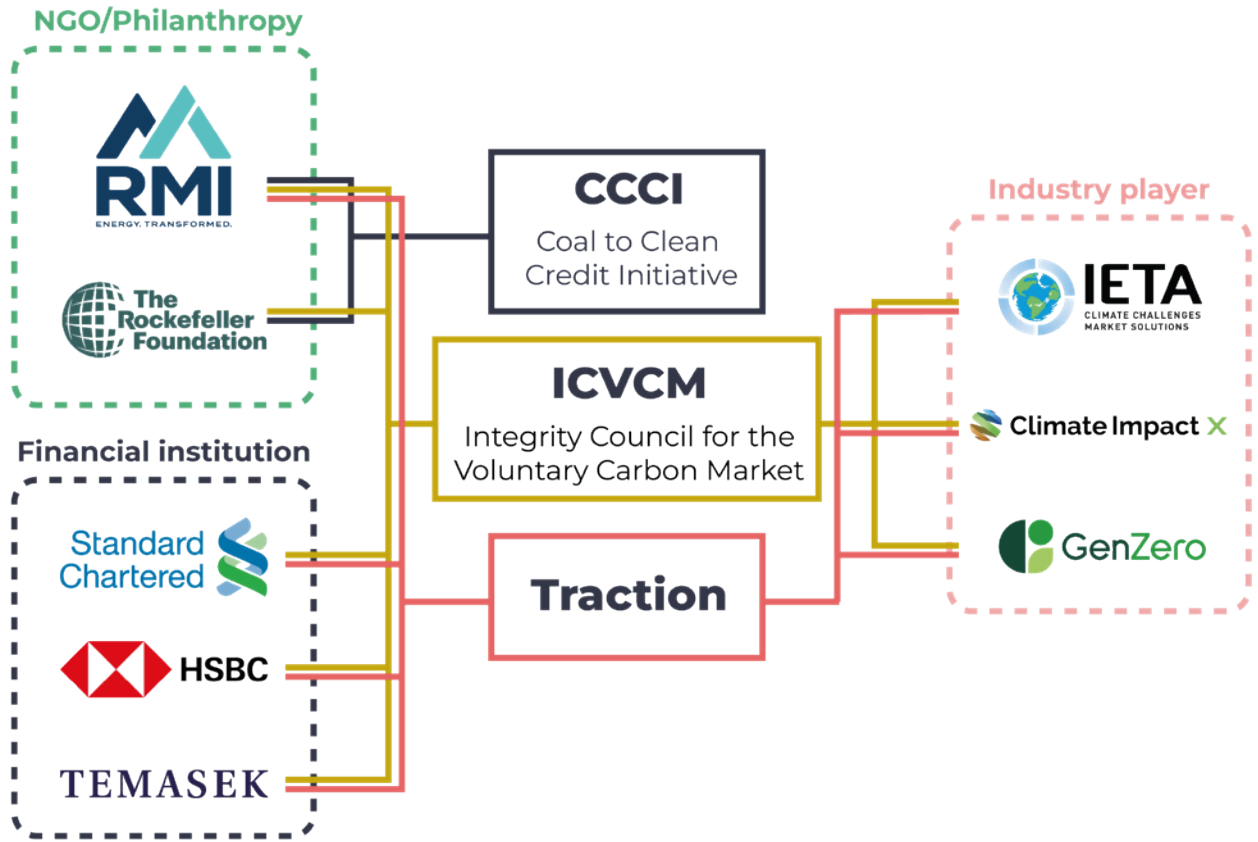 NGO/Philanthropy
RMI
ENERGY. TRANSFORMED.
The
Rockefeller
Foundation
Financial institution
Standard
Chartered
HSBC
TEMASEK
CCCI
Coal to Clean
Credit Initiative
ICVCM
Integrity Council for the
Voluntary Carbon Market
Traction
Industry player
IETA
CLIMATE CHALLENGES
MARKET SOLUTIONS
Climate Impact X
GenZero